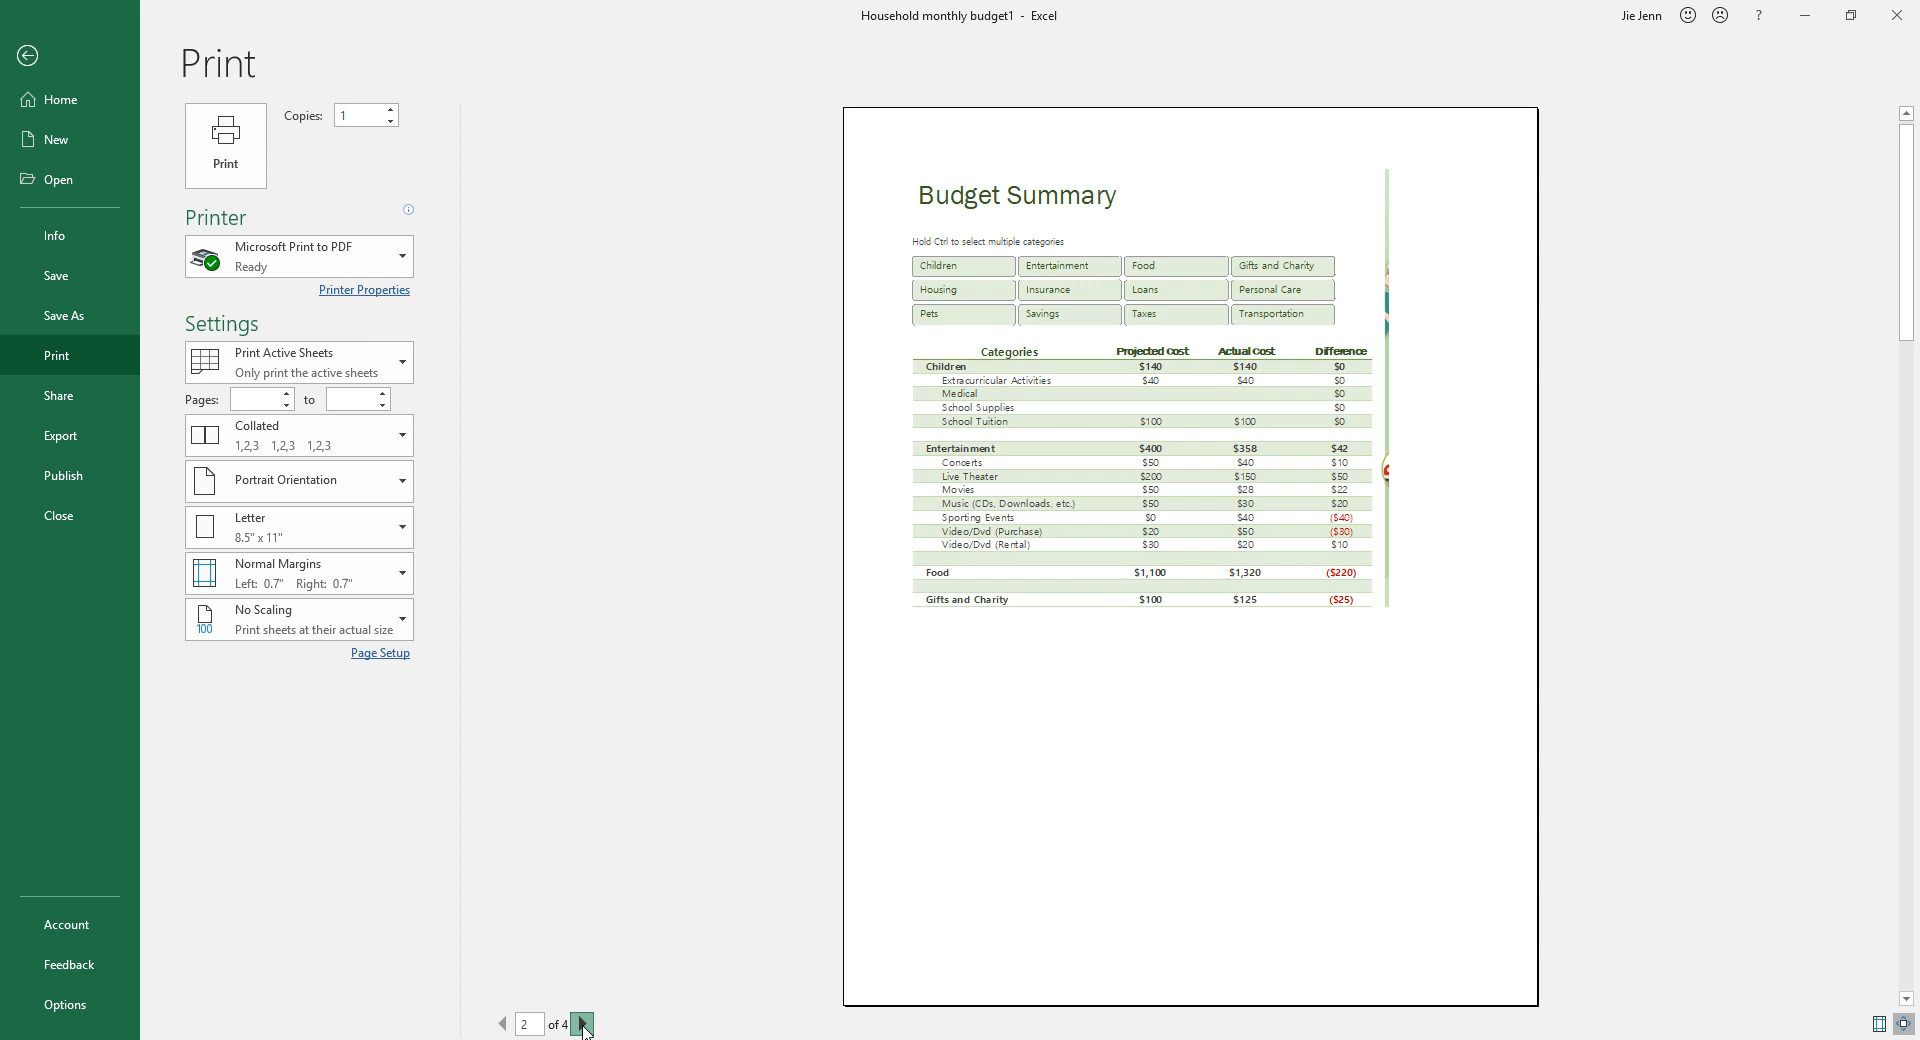 Household monthly budget1 - Excel
Jie Jenn
?
Home
New
Open
Info
Save
Save As
Print
Share
Export
Publish
Close
Account
Feedback
Options
Print
Print
Copies: 1
Printer
Microsoft Print to PDF
Ready
Printer Properties
Settings
Print Active Sheets
Only print the active sheets
Pages: to
Collated
1,2,3 1,2,3 1,2,3
Portrait Orientation
Letter
8.5" x 11"
Normal Margins
Left: 0.7" Right: 0.7"
No Scaling
100 Print sheets at their actual size
Page Setup
Budget Summary
Hold Ctrl to select multiple categories
Children Entertainment Food Gifts and Charity
Housing Insurance Loans Personal Care
Pets Savings Taxes Transportation
Categories Projected Cost Actual Cost Difference
Children $140 $140 $0
Extracurricular Activities $40 $40 $0
Medical $0
School Supplies $0
School Tuition $100 $100 $0
Entertainment $400 $358 $42
Concerts $50 $40 $10
Live Theater $200 $150 $50
Movies $50 $28 $22
Music (CDs, Downloads, etc.) $50 $30 $20
Sporting Events $0 $40 ($40)
Video/Dvd (Purchase) $20 $50 ($30)
Video/Dvd (Rental) $30 $20 $10
Food $1,100 $1,320 ($220)
Gifts and Charity $100 $125 ($25)
2 of 4